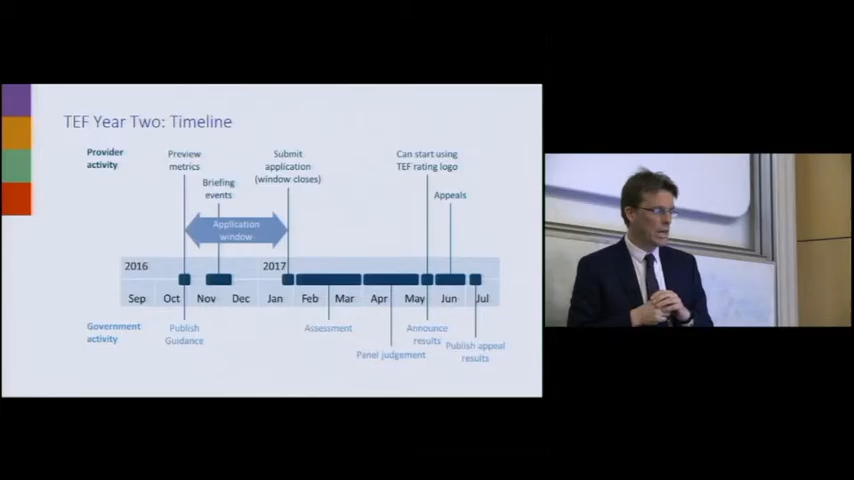 TEF Year Two: Timeline
Provider
activity
Preview
metrics
Submit
application
(window closes)
Can start using
TEF rating logo
Briefing
events
Appeals
Application
window
2016
2017
Sep
Oct
Nov
Dec
Jan
Feb
Mar
Apr
May
Jun
Jul
Government
activity
Publish
Guidance
Assessment
Announce
results
Panel judgement
Publish appeal
results